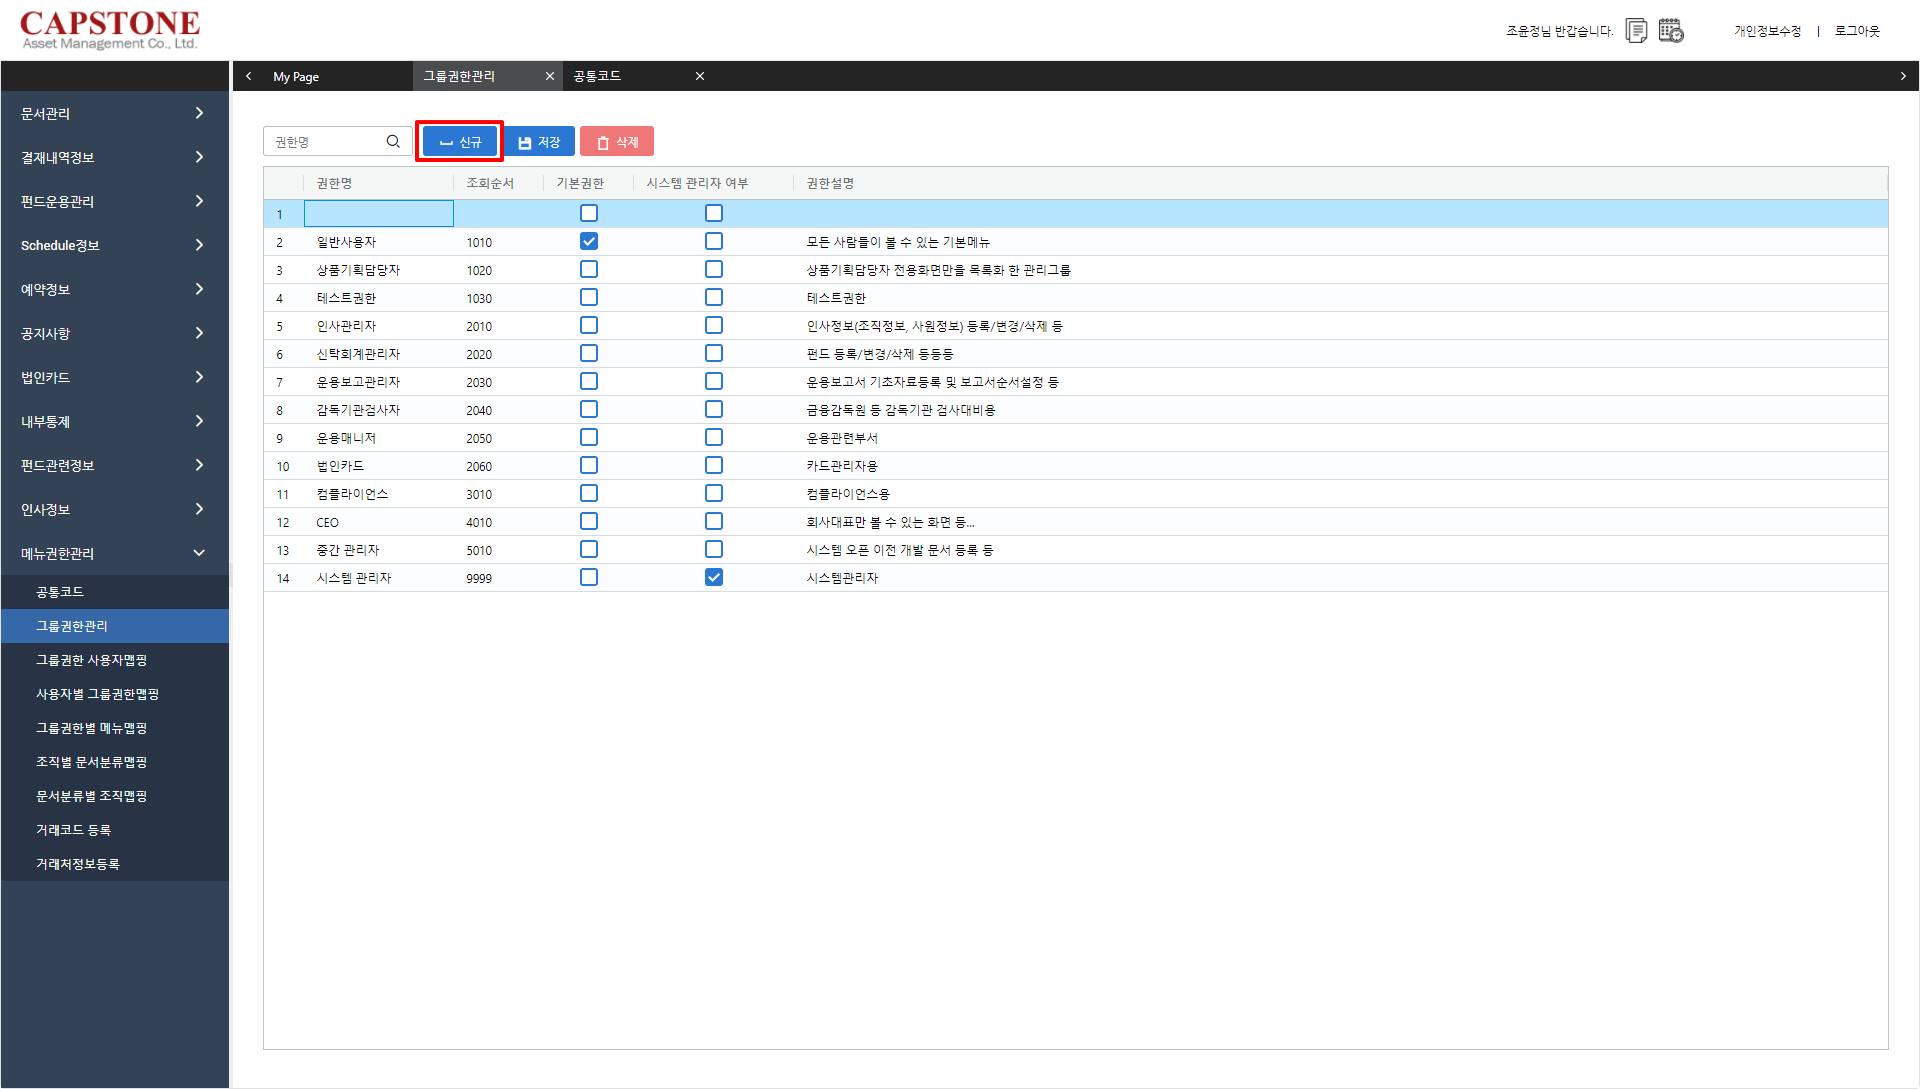 CAPSTONE
Asset Management Co., Ltd.
조윤정님 반갑습니다.
개인정보수정 | 로그아웃
My Page
그룹권한관리
공통코드
문서관리
결재내역정보
펀드운용관리
Schedule정보
예약정보
공지사항
법인카드
내부통제
펀드관련정보
인사정보
메뉴권한관리
공통코드
그룹권한관리
그룹권한 사용자맵핑
사용자별 그룹권한맵핑
그룹권한별 메뉴맵핑
조직별 문서분류맵핑
문서분류별 조직맵핑
거래코드 등록
거래처정보등록
권한명
신규
저장
삭제
권한명 조회순서 기본권한 시스템 관리자 여부 권한설명
1
2 일반사용자 1010 모든 사람들이 볼 수 있는 기본메뉴
3 상품기획담당자 1020 상품기획담당자 전용화면만을 목록화 한 관리그룹
4 테스트권한 1030 테스트권한
5 인사관리자 2010 인사정보(조직정보, 사원정보) 등록/변경/삭제 등
6 신탁회계관리자 2020 펀드 등록/변경/삭제 등등등
7 운용보고관리자 2030 운용보고서 기초자료등록 및 보고서순서설정 등
8 감독기관검사자 2040 금융감독원 등 감독기관 검사대비용
9 운용매니저 2050 운용관련부서
10 법인카드 2060 카드관리자용
11 컴플라이언스 3010 컴플라이언스용
12 CEO 4010 회사대표만 볼 수 있는 화면 등...
13 중간 관리자 5010 시스템 오픈 이전 개발 문서 등록 등
14 시스템 관리자 9999 시스템관리자